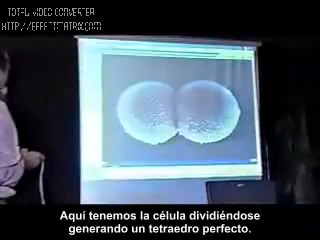 TOTAL VIDEO CONVERTER
HTTP://EFFECTMATRIX.COM
Aquí tenemos la célula dividiéndose
generando un tetraedro perfecto.